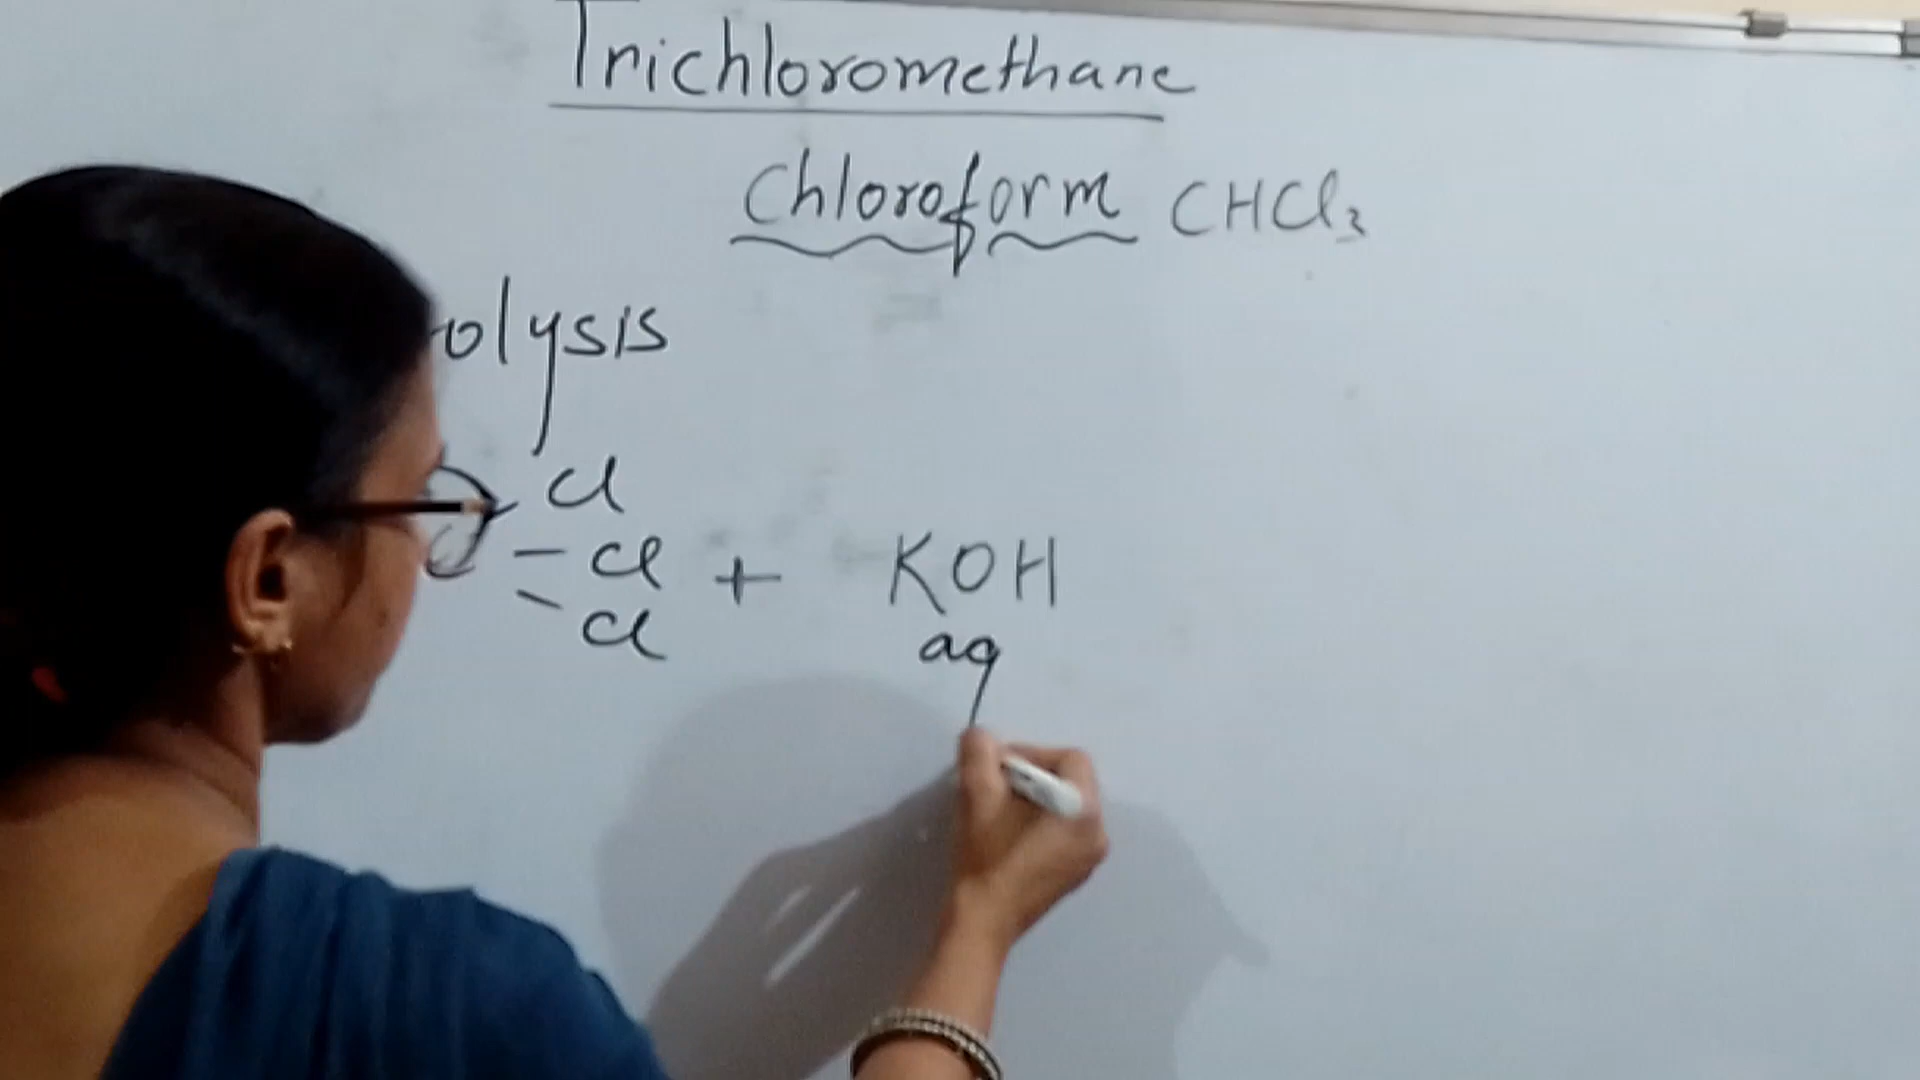 Trichloromethane
Chloroform CHCl3
olysis
Cl
-Cl + KOH
Cl
aq